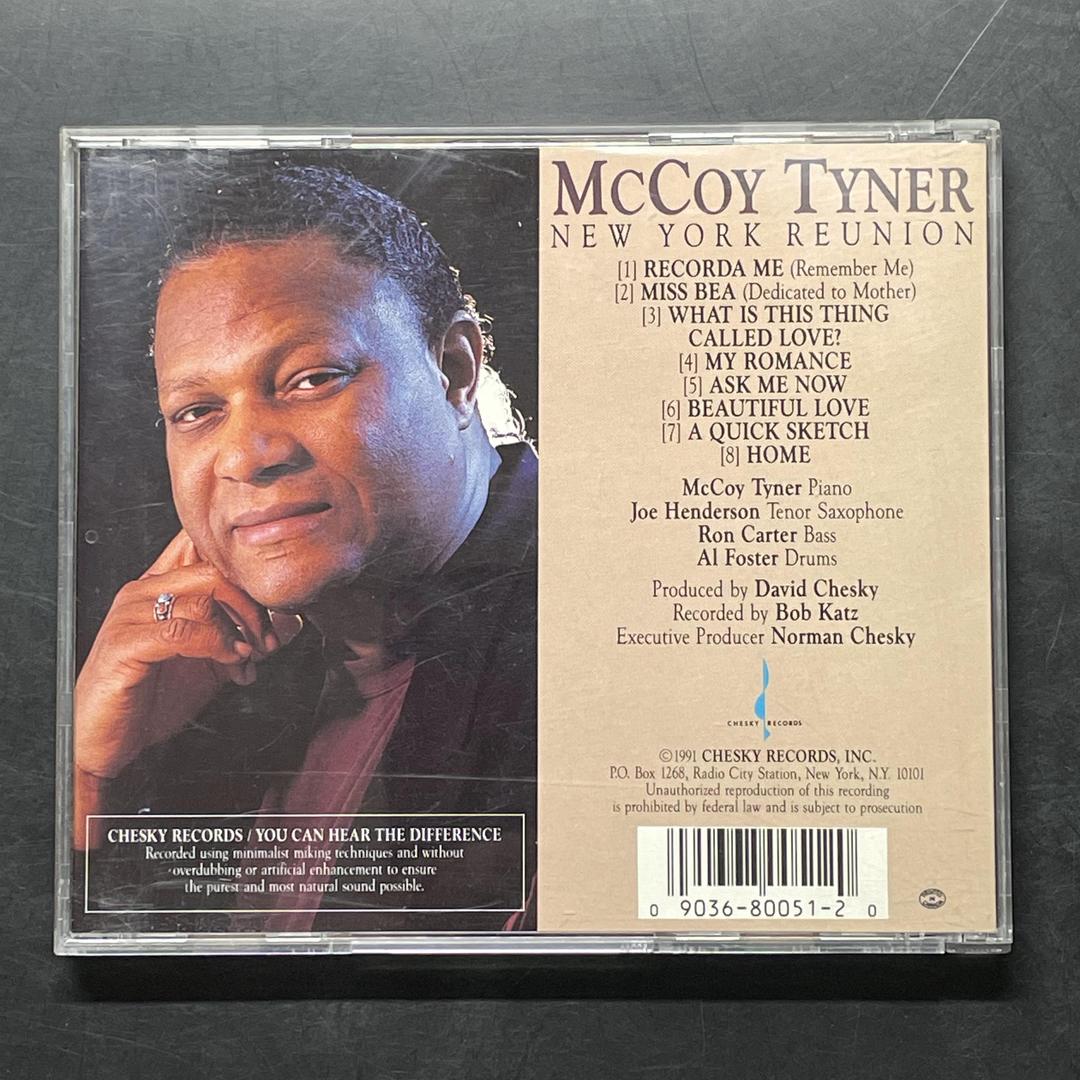 McCoy Tyner
NEW YORK REUNION
[1] RECORDA ME (Remember Me)
[2] MISS BEA (Dedicated to Mother)
[3] WHAT IS THIS THING
CALLED LOVE?
[4] MY ROMANCE
[5] ASK ME NOW
[6] BEAUTIFUL LOVE
[7] A QUICK SKETCH
[8] HOME
McCoy Tyner Piano
Joe Henderson Tenor Saxophone
Ron Carter Bass
Al Foster Drums
Produced by David Chesky
Recorded by Bob Katz
Executive Producer Norman Chesky
CHESKY RECORDS
©1991 CHESKY RECORDS, INC.
P.O. Box 1268, Radio City Station, New York, N.Y. 10101
Unauthorized reproduction of this recording
is prohibited by federal law and is subject to prosecution
0 9036-80051-2 0
CHESKY RECORDS / YOU CAN HEAR THE DIFFERENCE
Recorded using minimalist miking techniques and without
overdubbing or artificial enhancement to ensure
the purest and most natural sound possible.